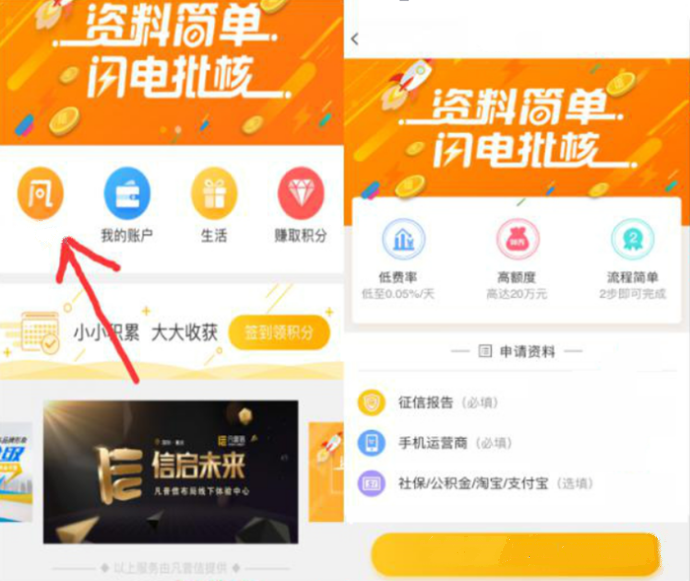 资料简单
闪电批核
我的账户
生活
赚取积分
小小积累 大大收获
签到领积分
信启未来
凡普信布局线下体验中心
以上服务由凡普信提供
资料简单
闪电批核
低费率
低至0.05%/天
高额度
高达20万元
流程简单
2步即可完成
申请资料
征信报告（必填）
手机运营商（必填）
社保/公积金/淘宝/支付宝（选填）